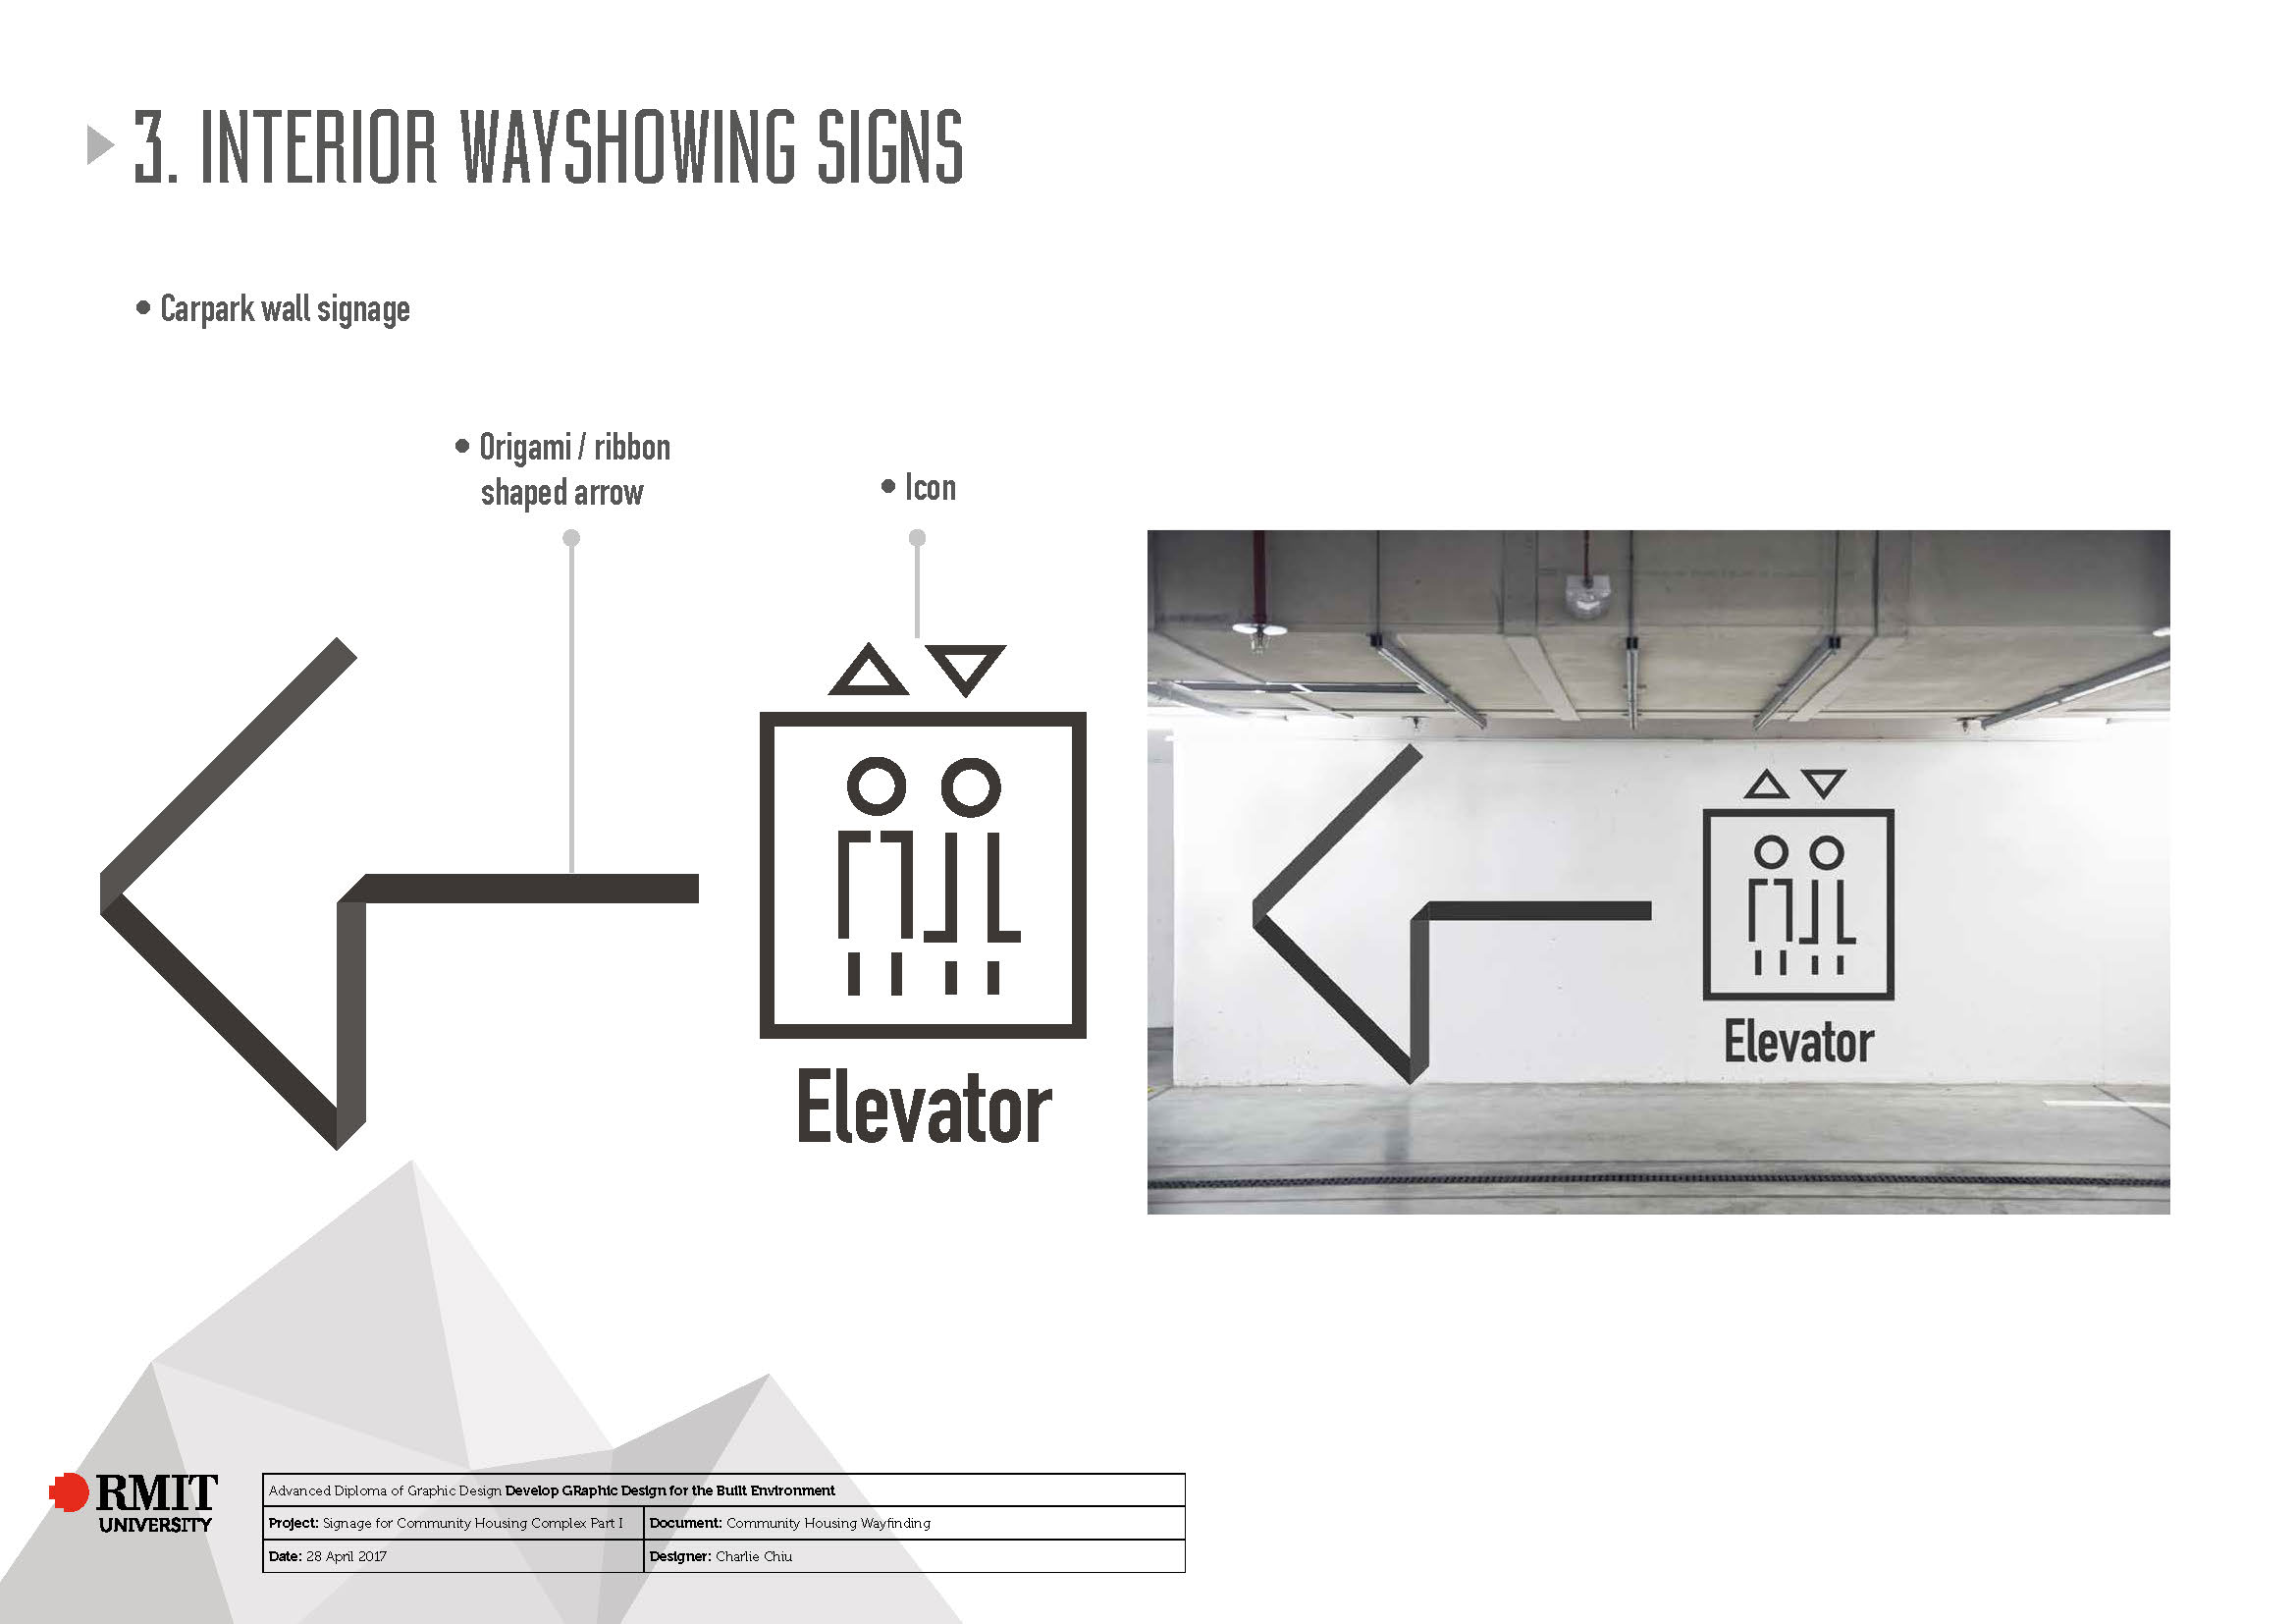 3. INTERIOR WAYSHOWING SIGNS
• Carpark wall signage
• Origami / ribbon
shaped arrow
• Icon
Elevator
Elevator
RMIT
UNIVERSITY
Advanced Diploma of Graphic Design Develop GRaphic Design for the Built Environment
Project: Signage for Community Housing Complex Part I
Document: Community Housing Wayfinding
Date: 28 April 2017
Designer: Charlie Chiu